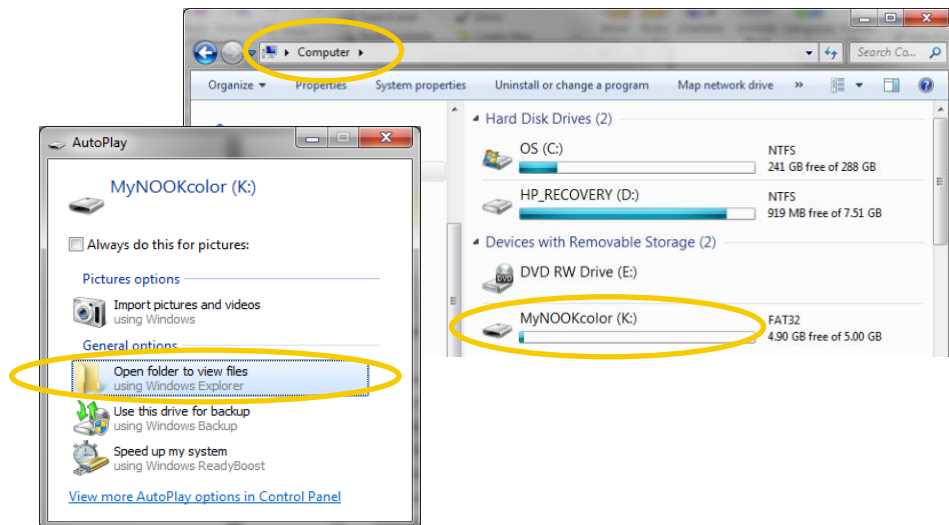 Computer
Search Co...
Organize
Properties
System properties
Uninstall or change a program
Map network drive
»
Hard Disk Drives (2)
OS (C:)
NTFS
241 GB free of 288 GB
HP_RECOVERY (D:)
NTFS
919 MB free of 7.51 GB
Devices with Removable Storage (2)
DVD RW Drive (E:)
MyNOOKcolor (K:)
FAT32
4.90 GB free of 5.00 GB
AutoPlay
MyNOOKcolor (K:)
Always do this for pictures:
Pictures options
Import pictures and videos
using Windows
General options
Open folder to view files
using Windows Explorer
Use this drive for backup
using Windows Backup
Speed up my system
using Windows ReadyBoost
View more AutoPlay options in Control Panel